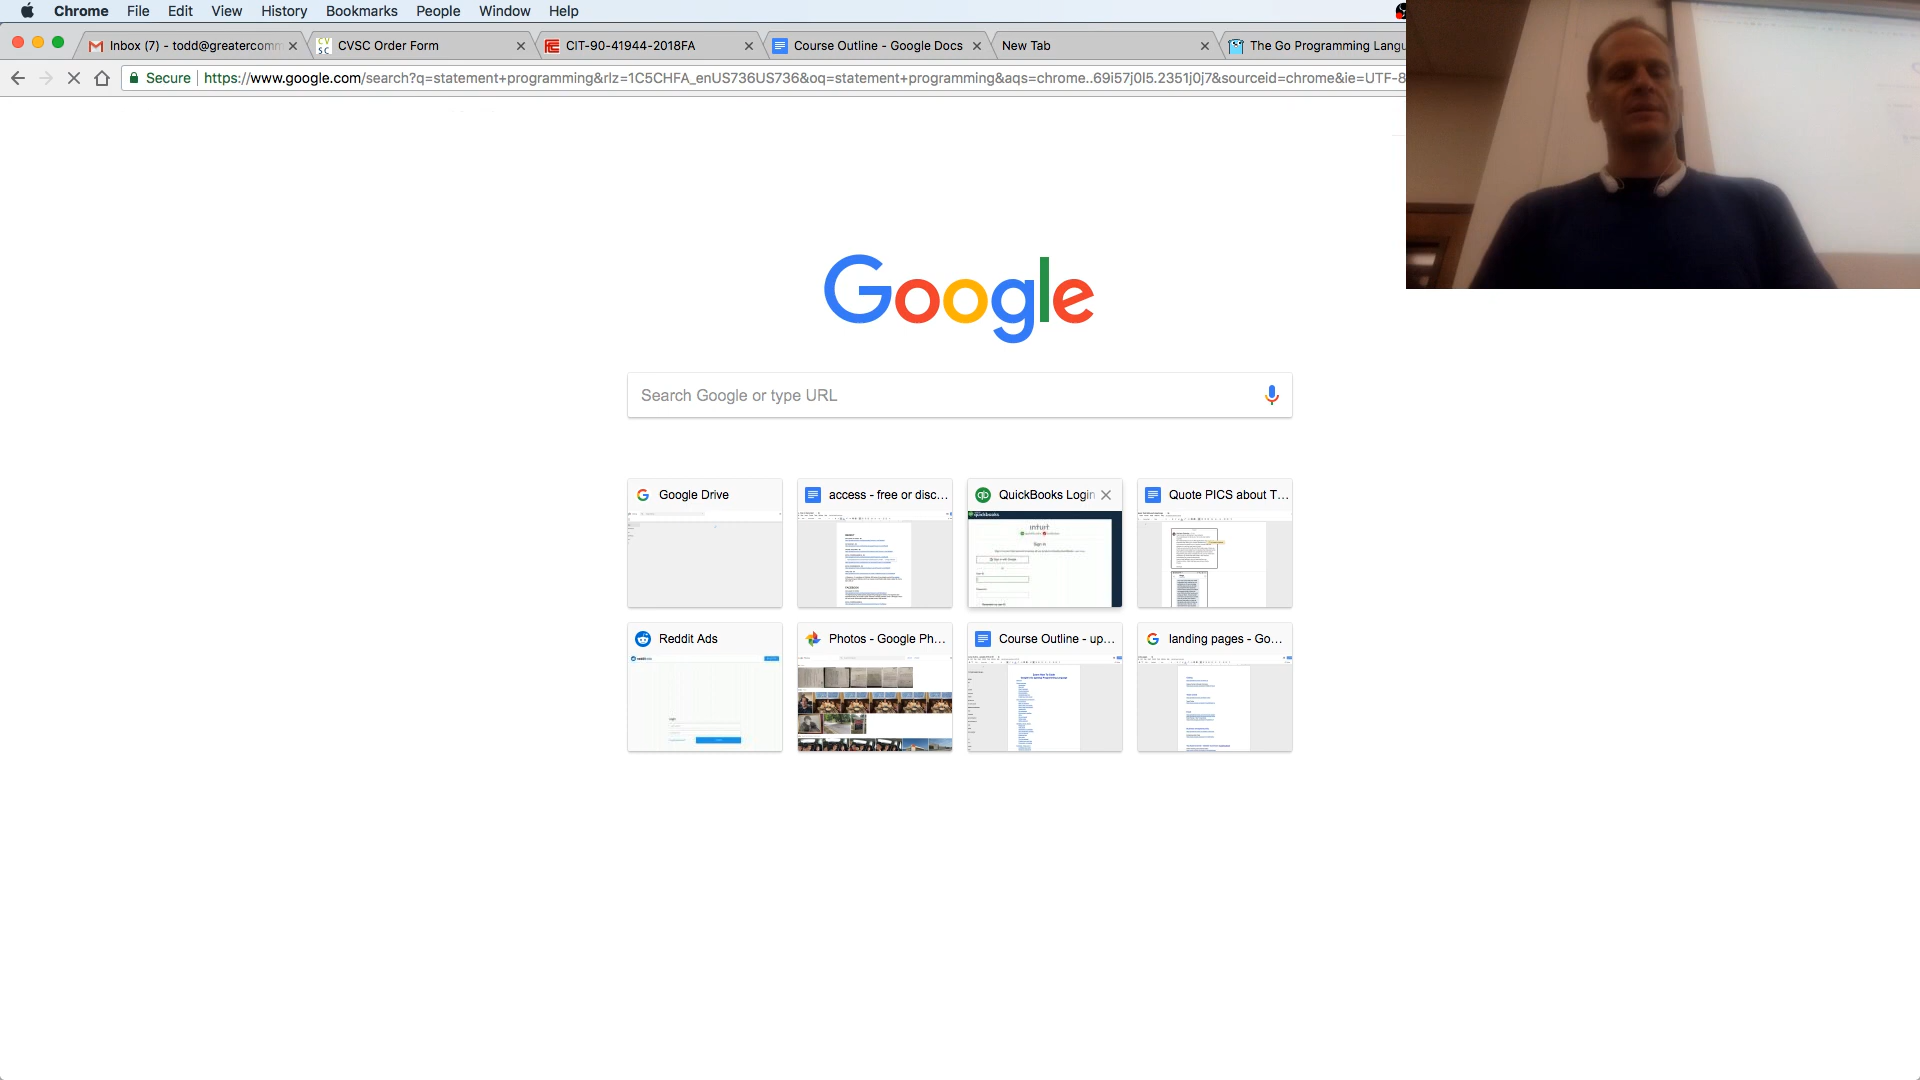 Chrome File Edit View History Bookmarks People Window Help
Inbox (7) - todd@greatercomm
CVSC Order Form
CIT-90-41944-2018FA
Course Outline - Google Docs
New Tab
The Go Programming Langu
Secure https://www.google.com/search?q=statement+programming&rlz=1C5CHFA_enUS736US736&oq=statement+programming&aqs=chrome..69i57j0l5.2351j0j7&sourceid=chrome&ie=UTF-8
Google
Search Google or type URL
Google Drive
access - free or disc...
QuickBooks Login
Quote PICS about T...
Reddit Ads
Photos - Google Ph...
Course Outline - up...
landing pages - Go...